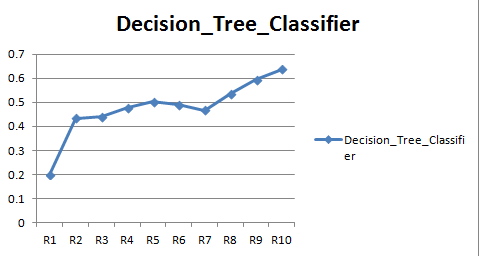 Decision_Tree_Classifier
0.7
0.6
0.5
0.4
0.3
0.2
0.1
0
R1 R2 R3 R4 R5 R6 R7 R8 R9 R10
Decision_Tree_Classifi
er